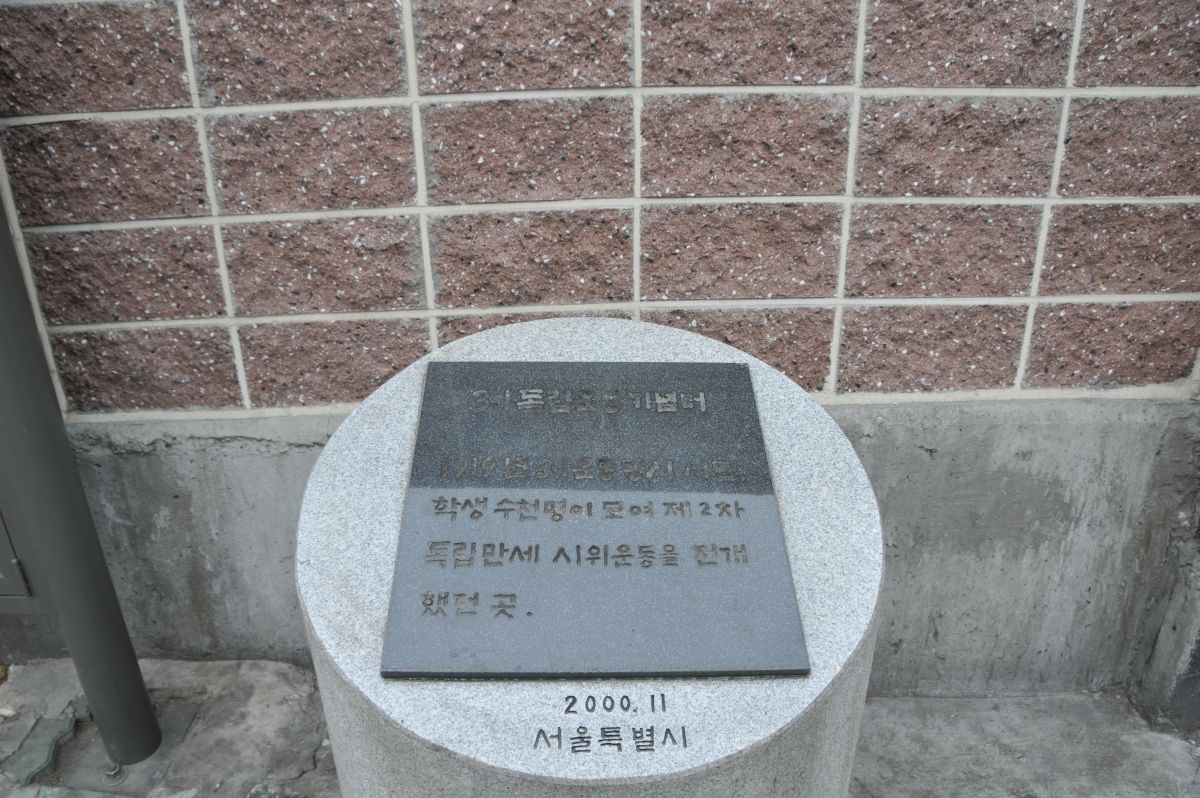 3·1 독립운동 기념터
1919년 3·1운동 당시 시민,
학생 수천명이 모여 제2차
독립만세 시위운동을 전개
했던 곳.
2000. 11
서울특별시